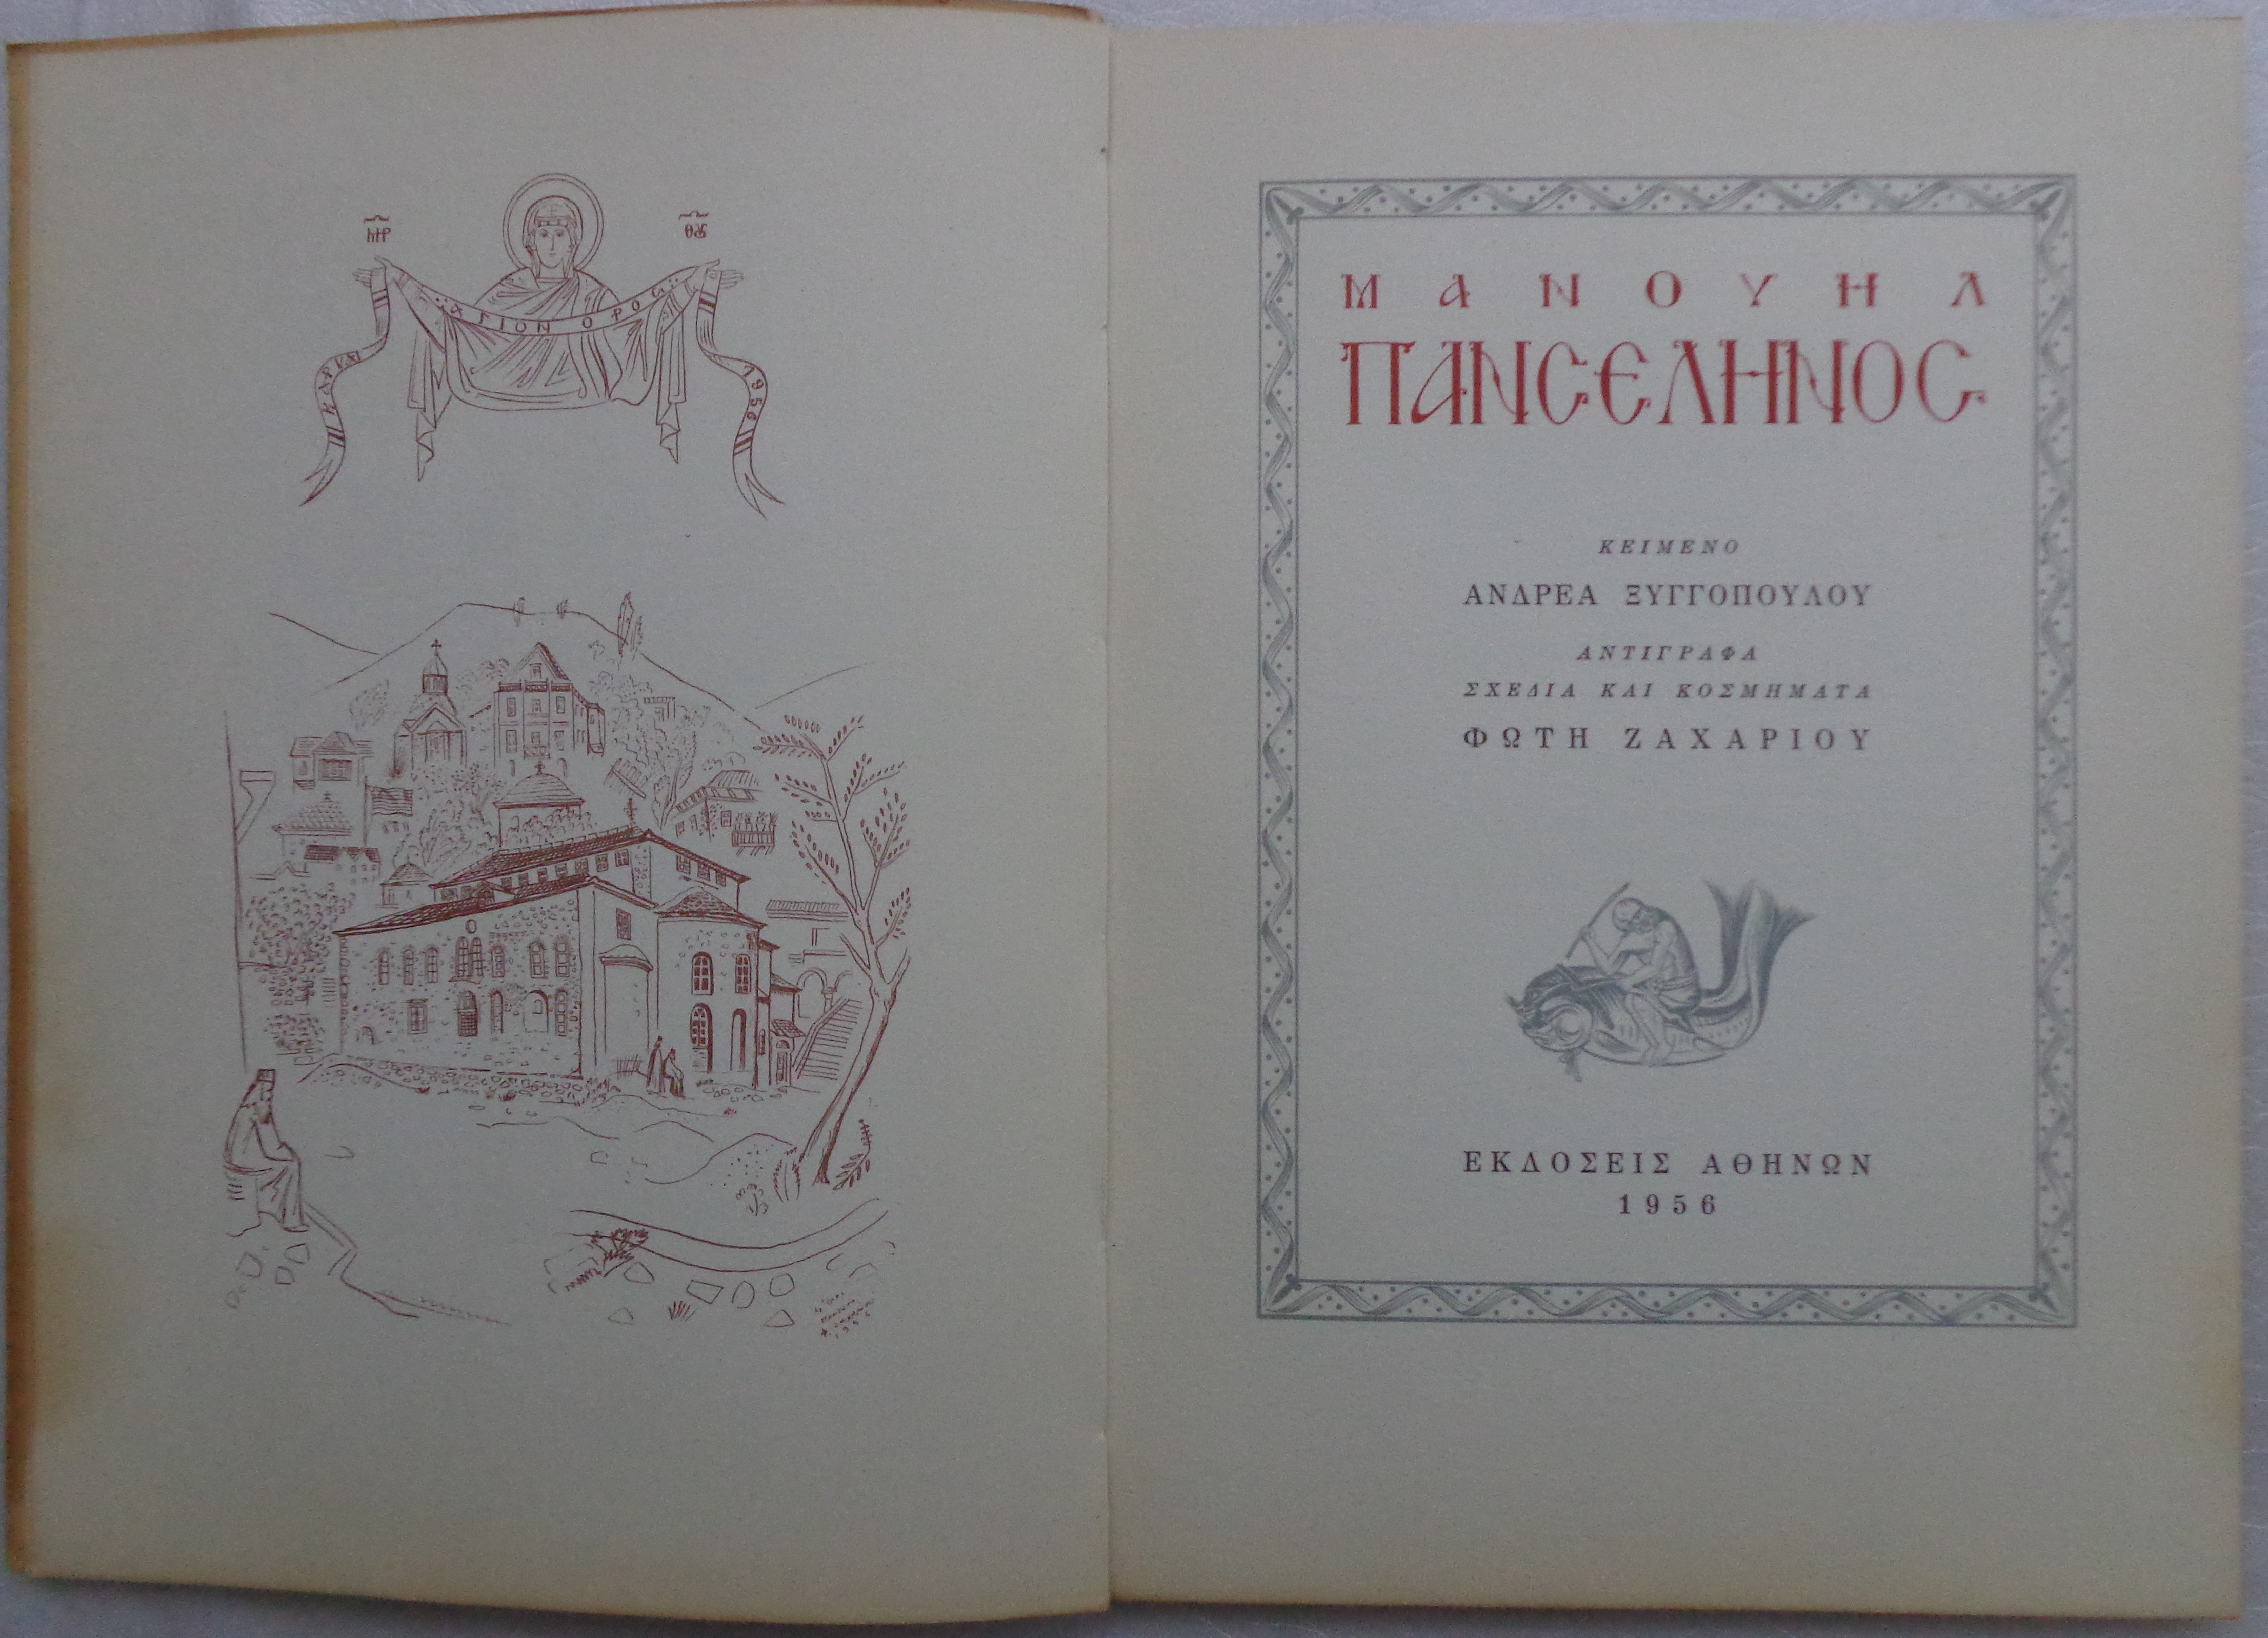 ΜΡ ΘΥ
ΑΓΙΟΝ ΟΡΟΣ
ΚΑΡΥΑΙ
1956
ΜΑΝΟΥΗΛ
ΠΑΝΣΕΛΗΝΟΣ
ΚΕΙΜΕΝΟ
ΑΝΔΡΕΑ ΞΥΓΓΟΠΟΥΛΟΥ
ΑΝΤΙΓΡΑΦΑ
ΣΧΕΔΙΑ ΚΑΙ ΚΟΣΜΗΜΑΤΑ
ΦΩΤΗ ΖΑΧΑΡΙΟΥ
ΕΚΔΟΣΕΙΣ ΑΘΗΝΩΝ
1956